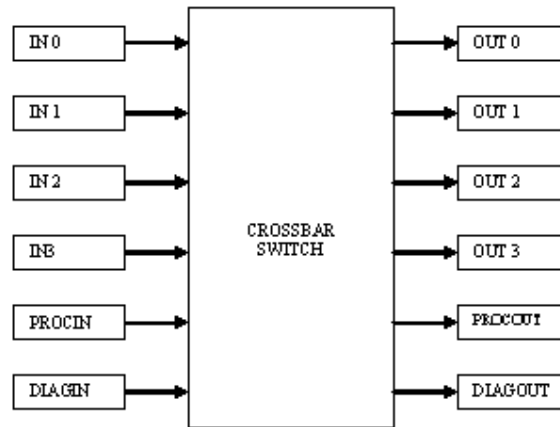 IN 0
OUT 0
IN 1
OUT 1
IN 2
OUT 2
CROSSBAR
SWITCH
IN3
OUT 3
PROCIN
PROCOUT
DIAGIN
DIAGOUT